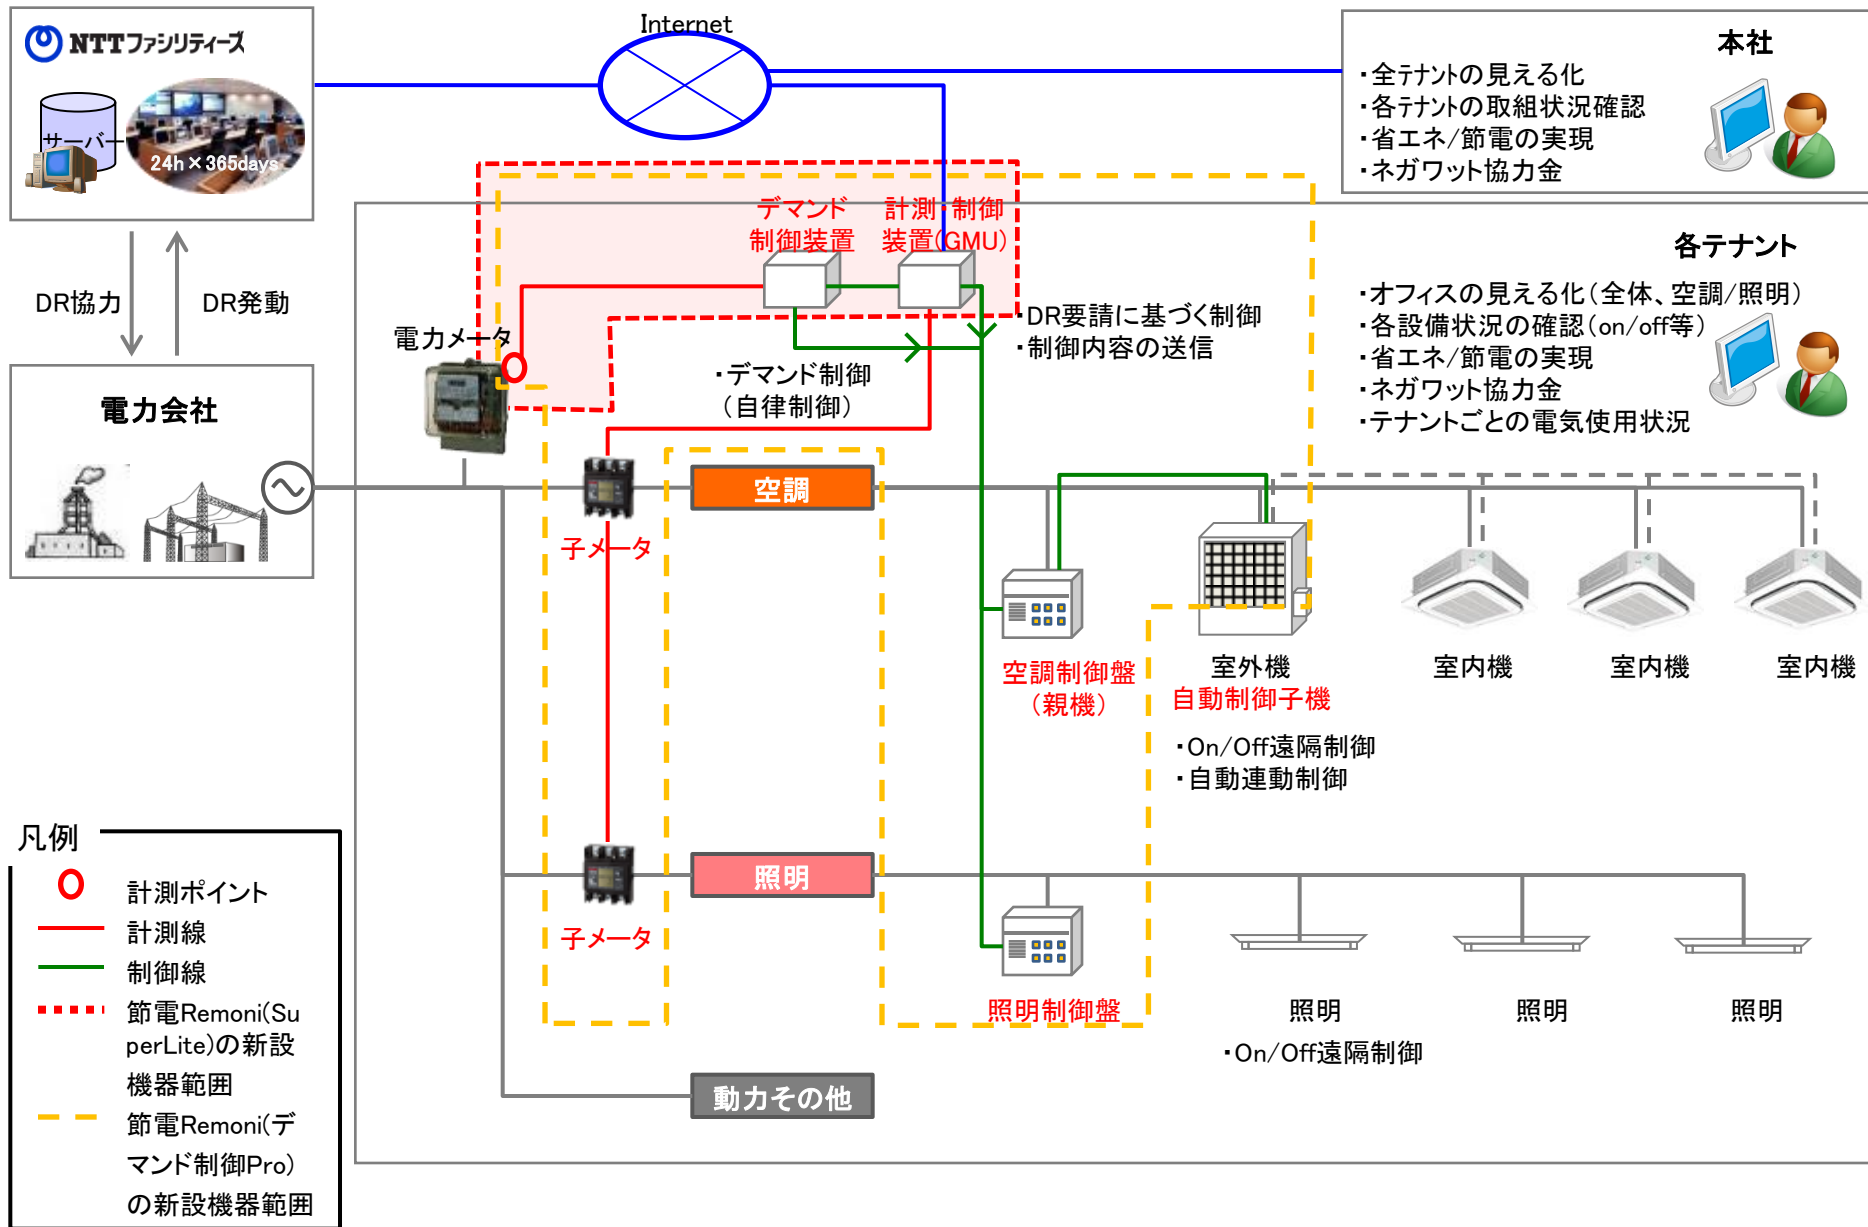 NTTファシリティーズ
サーバー
24h×365days
Internet
本社
・全テナントの見える化
・各テナントの取組状況確認
・省エネ/節電の実現
・ネガワット協力金
DR協力
DR発動
電力会社
デマンド
制御装置
計測・制御
装置(GMU)
電力メータ
・DR要請に基づく制御
・制御内容の送信
・デマンド制御
（自律制御）
各テナント
・オフィスの見える化（全体、空調/照明）
・各設備状況の確認（on/off等）
・省エネ/節電の実現
・ネガワット協力金
・テナントごとの電気使用状況
空調
子メータ
空調制御盤
（親機）
室外機
自動制御子機
・On/Off遠隔制御
・自動連動制御
室内機
室内機
室内機
照明
子メータ
照明制御盤
照明
照明
照明
・On/Off遠隔制御
動力その他
凡例
計測ポイント
計測線
制御線
節電Remoni(Su
perLite)の新設
機器範囲
節電Remoni(デ
マンド制御Pro)
の新設機器範囲